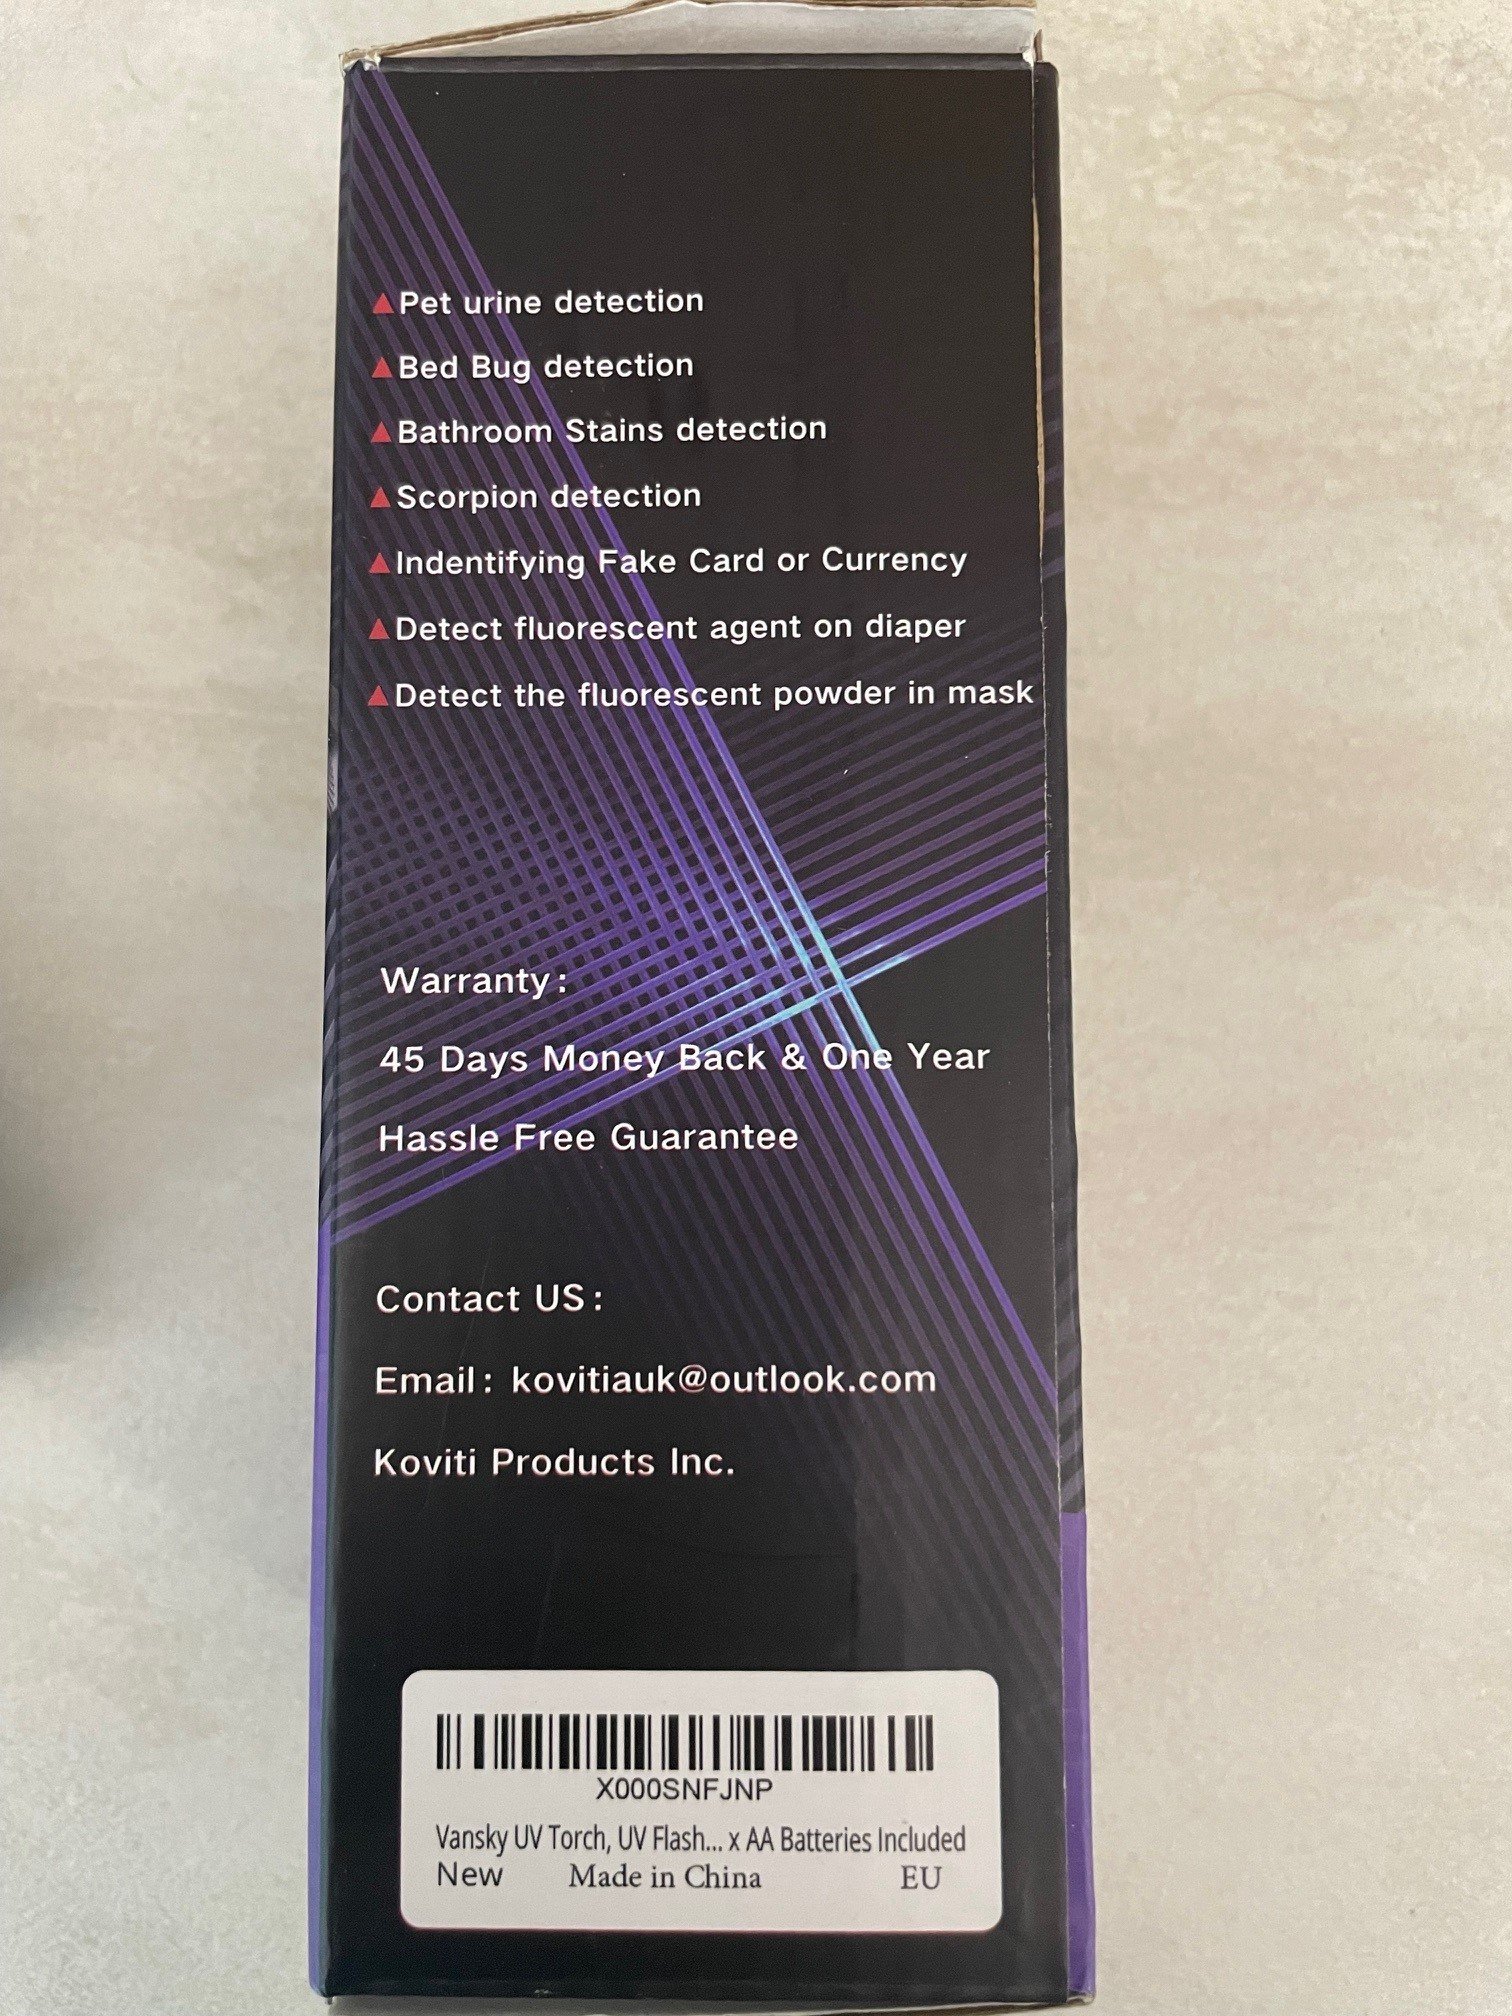 ▲Pet urine detection
▲Bed Bug detection
▲Bathroom Stains detection
▲Scorpion detection
▲Indentifying Fake Card or Currency
▲Detect fluorescent agent on diaper
▲Detect the fluorescent powder in mask
Warranty:
45 Days Money Back & One Year
Hassle Free Guarantee
Contact US:
Email: kovitiauk@outlook.com
Koviti Products Inc.
X000SNFJNP
Vansky UV Torch, UV Flash... x AA Batteries Included
New Made in China EU